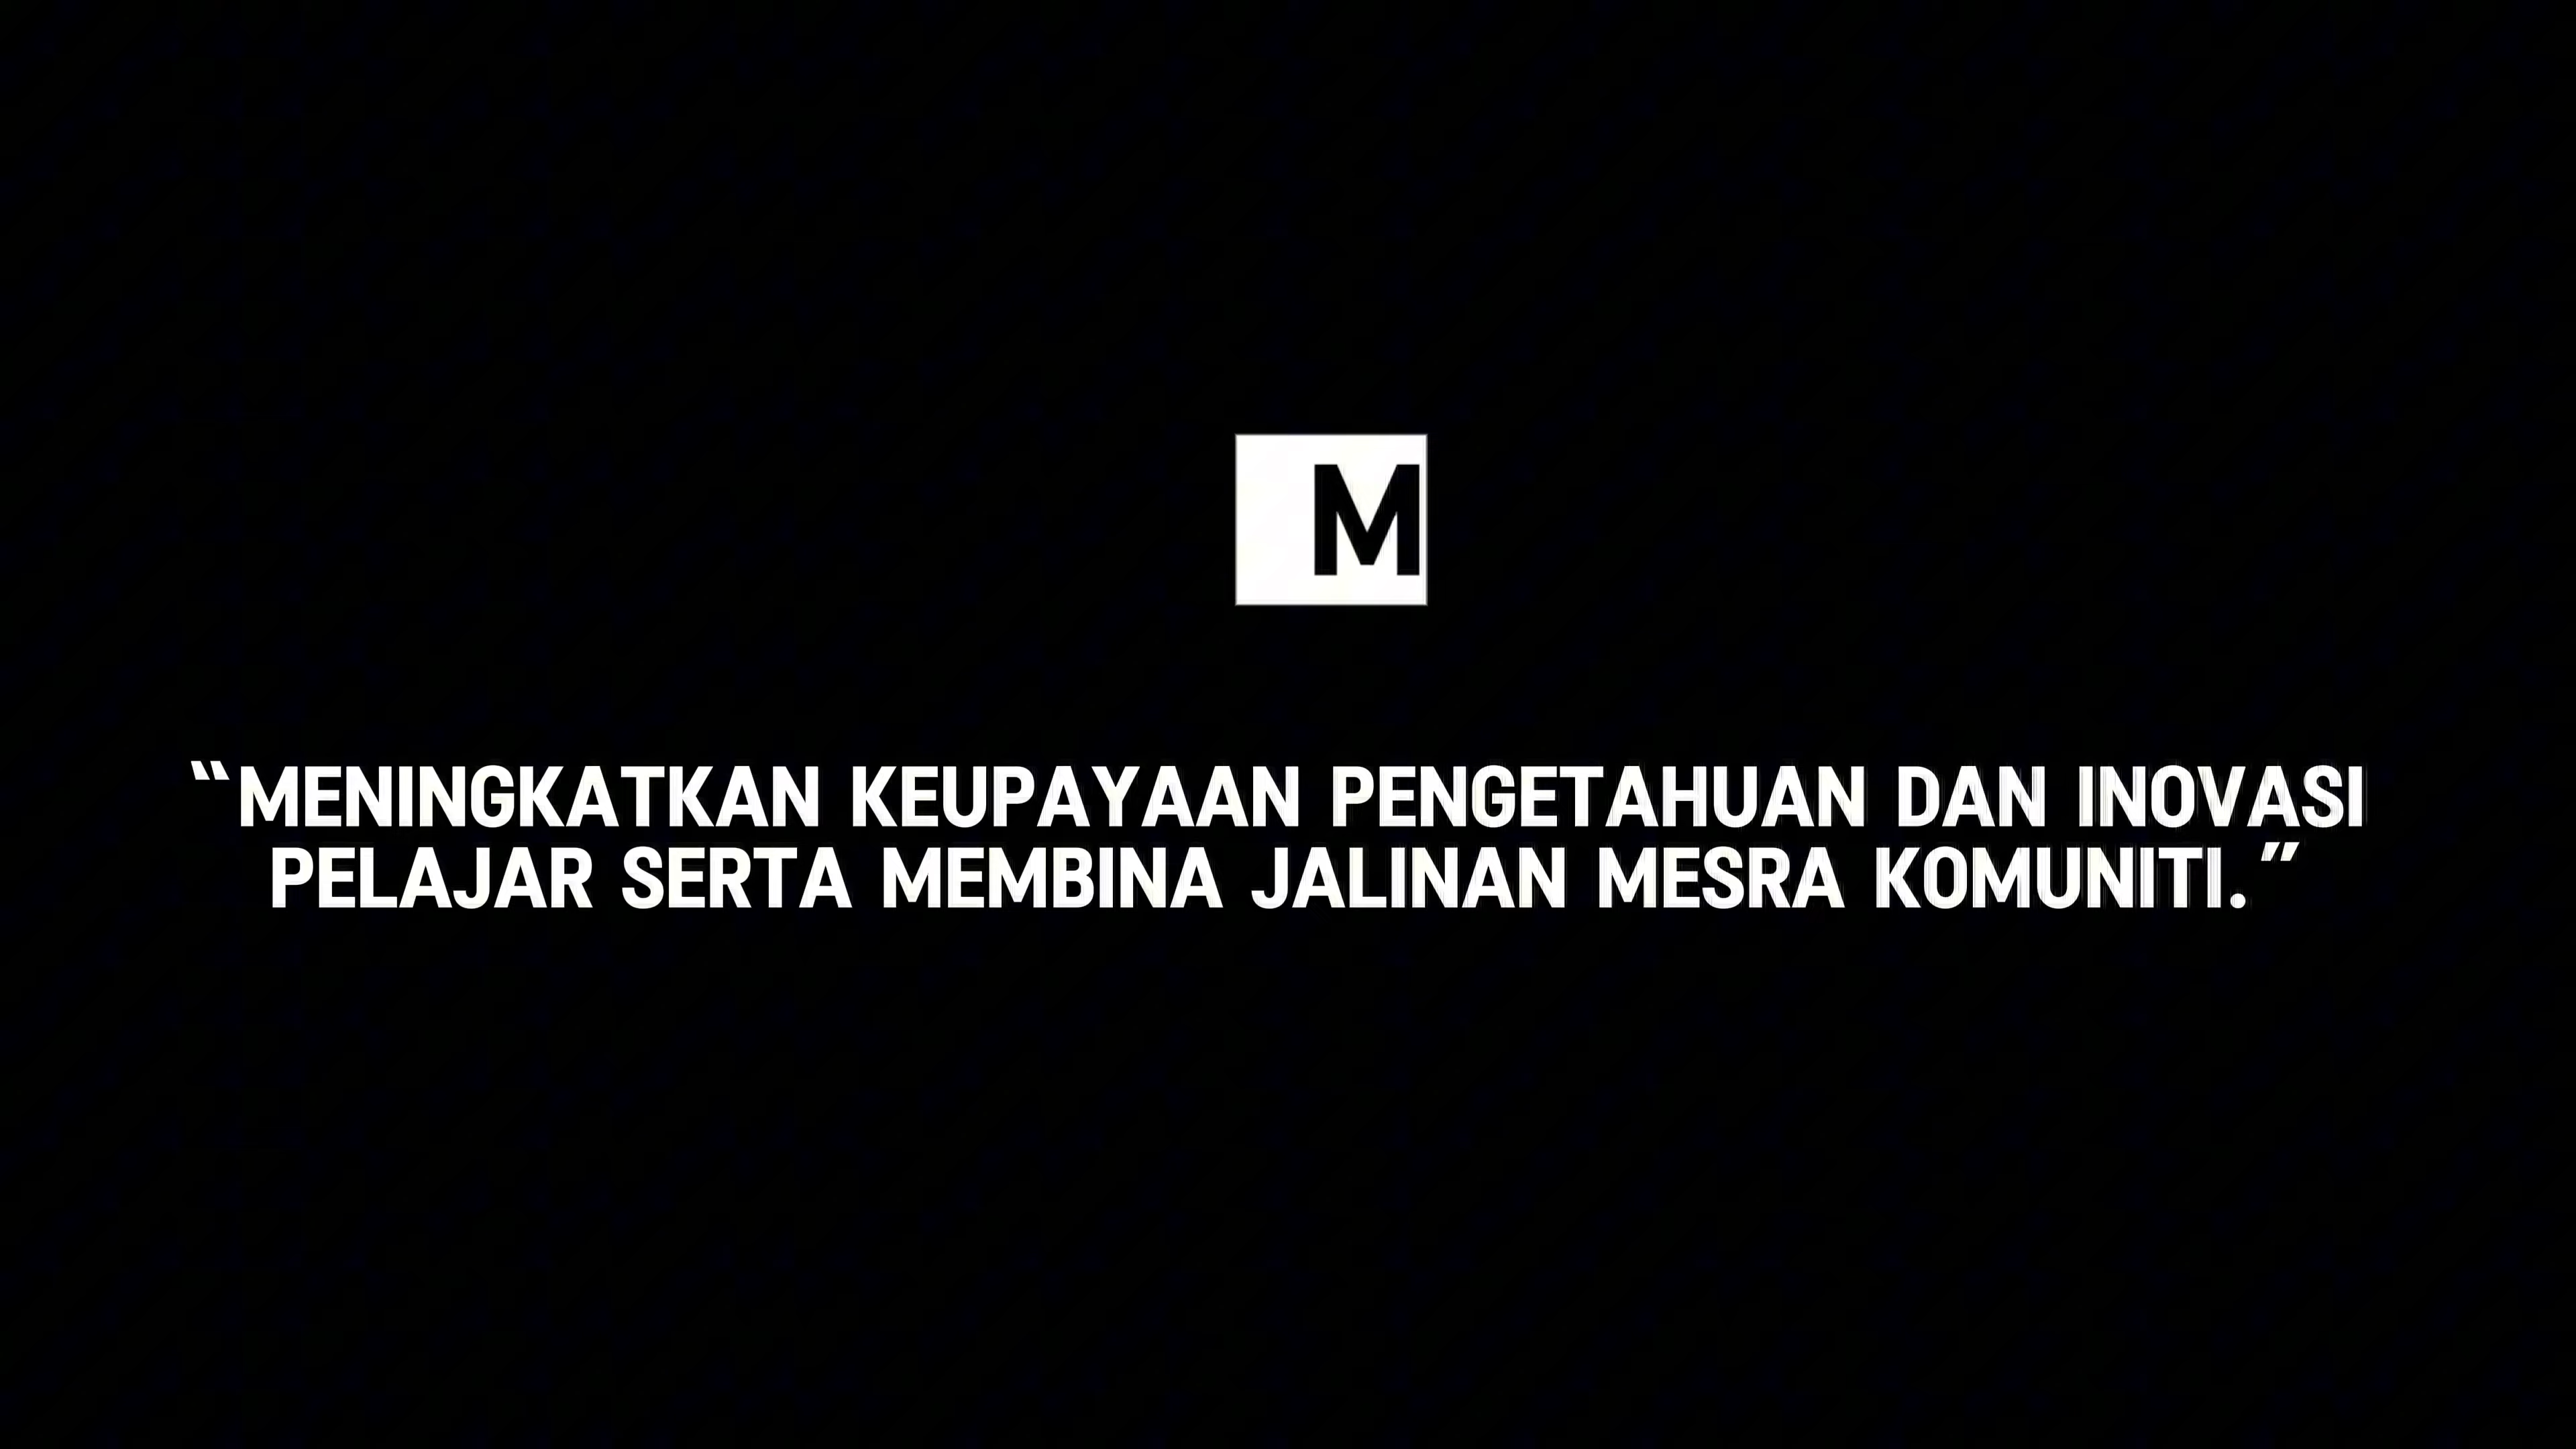 M
“MENINGKATKAN KEUPAYAAN PENGETAHUAN DAN INOVASI
PELAJAR SERTA MEMBINA JALINAN MESRA KOMUNITI.”